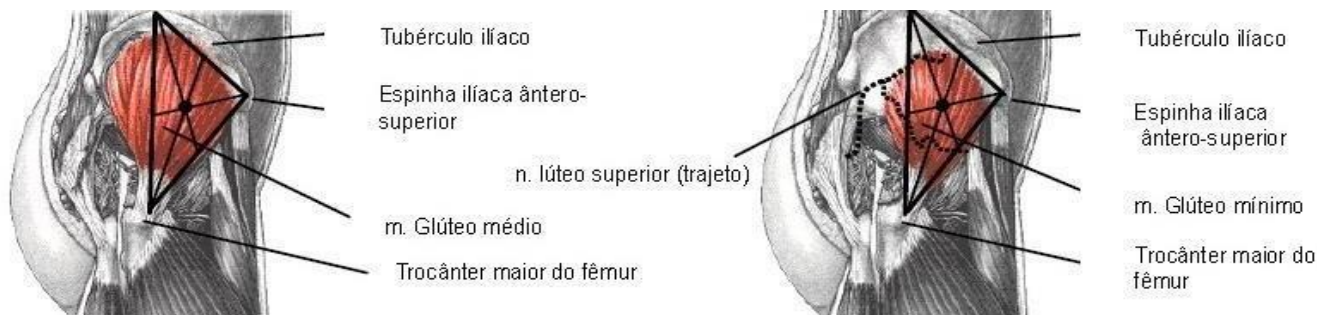 Tubérculo ilíaco
Espinha ilíaca ântero-
superior
n. lúteo superior (trajeto)
m. Glúteo médio
Trocânter maior do fêmur
Tubérculo ilíaco
Espinha ilíaca
ântero-superior
m. Glúteo mínimo
Trocânter maior do
fêmur